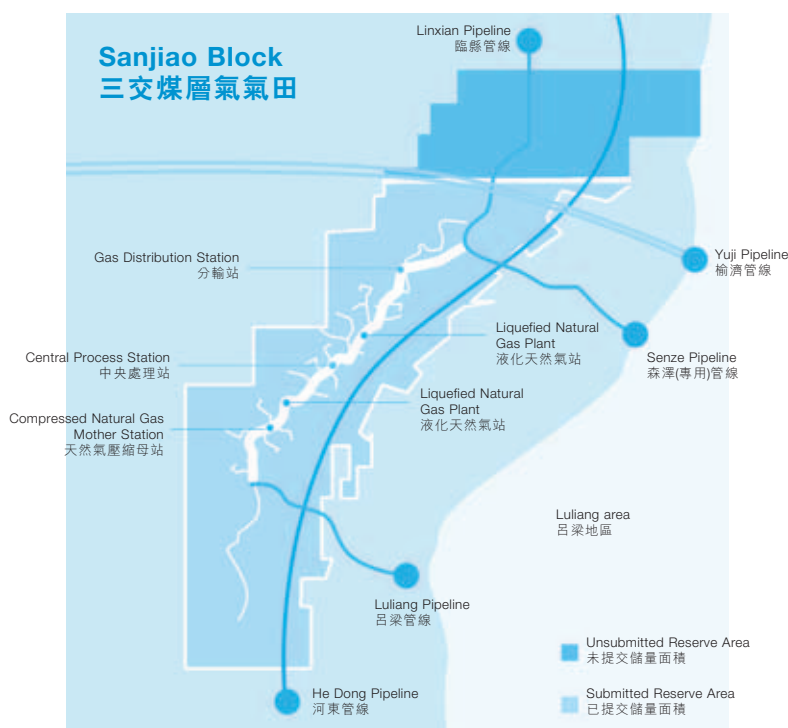 Sanjiao Block
三交煤層氣氣田
Linxian Pipeline
臨縣管線
Gas Distribution Station
分輸站
Yuji Pipeline
榆濟管線
Liquefied Natural
Gas Plant
液化天然氣站
Senze Pipeline
森澤(專用)管線
Central Process Station
中央處理站
Liquefied Natural
Gas Plant
液化天然氣站
Compressed Natural Gas
Mother Station
天然氣壓縮母站
Luliang area
呂梁地區
Luliang Pipeline
呂梁管線
Unsubmitted Reserve Area
未提交儲量面積
He Dong Pipeline
河東管線
Submitted Reserve Area
已提交儲量面積